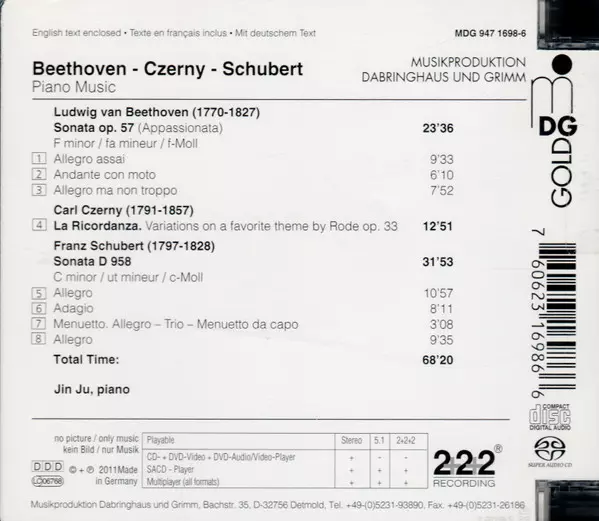 English text enclosed • Texte en français inclus • Mit deutschem Text
MDG 947 1698-6
Beethoven - Czerny - Schubert
Piano Music
MUSIKPRODUKTION
DABRINGHAUS UND GRIMM
mDG
GOLD
Ludwig van Beethoven (1770-1827)
Sonata op. 57 (Appassionata) 23'36
F minor / fa mineur / f-Moll
1 Allegro assai 9'33
2 Andante con moto 6'10
3 Allegro ma non troppo 7'52
Carl Czerny (1791-1857)
4 La Ricordanza. Variations on a favorite theme by Rode op. 33 12'51
Franz Schubert (1797-1828)
Sonata D 958 31'53
C minor / ut mineur / c-Moll
5 Allegro 10'57
6 Adagio 8'11
7 Menuetto. Allegro – Trio – Menuetto da capo 3'08
8 Allegro 9'35
Total Time: 68'20
Jin Ju, piano
7 60623 16986 6
COMPACT
disc
DIGITAL AUDIO
SUPER AUDIO CD
no picture / only music
kein Bild / nur Musik
Playable Stereo 5.1 2+2+2
CD- + DVD-Video + DVD-Audio/Video-Player + - -
SACD - Player + + +
Multiplayer (all formats) + + +
DDD
LC06768
© + ℗ 2011 Made
in Germany
2+2+2
RECORDING
Musikproduktion Dabringhaus und Grimm, Bachstr. 35, D-32756 Detmold, Tel. +49-(0)5231-93890, Fax +49-(0)5231-26186